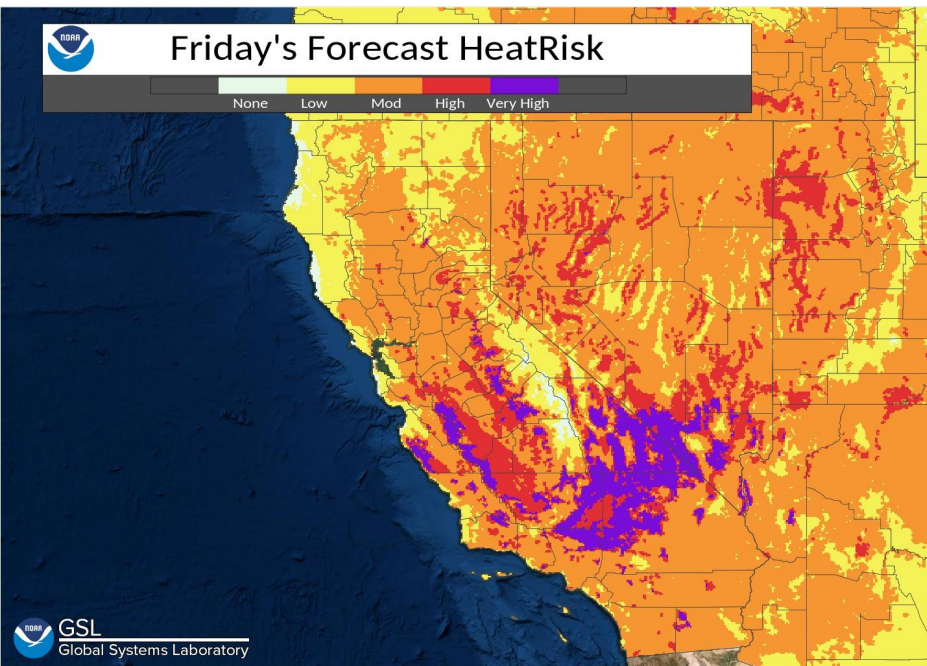 NOAA
Friday's Forecast HeatRisk
None Low Mod High Very High
NOAA
GSL
Global Systems Laboratory